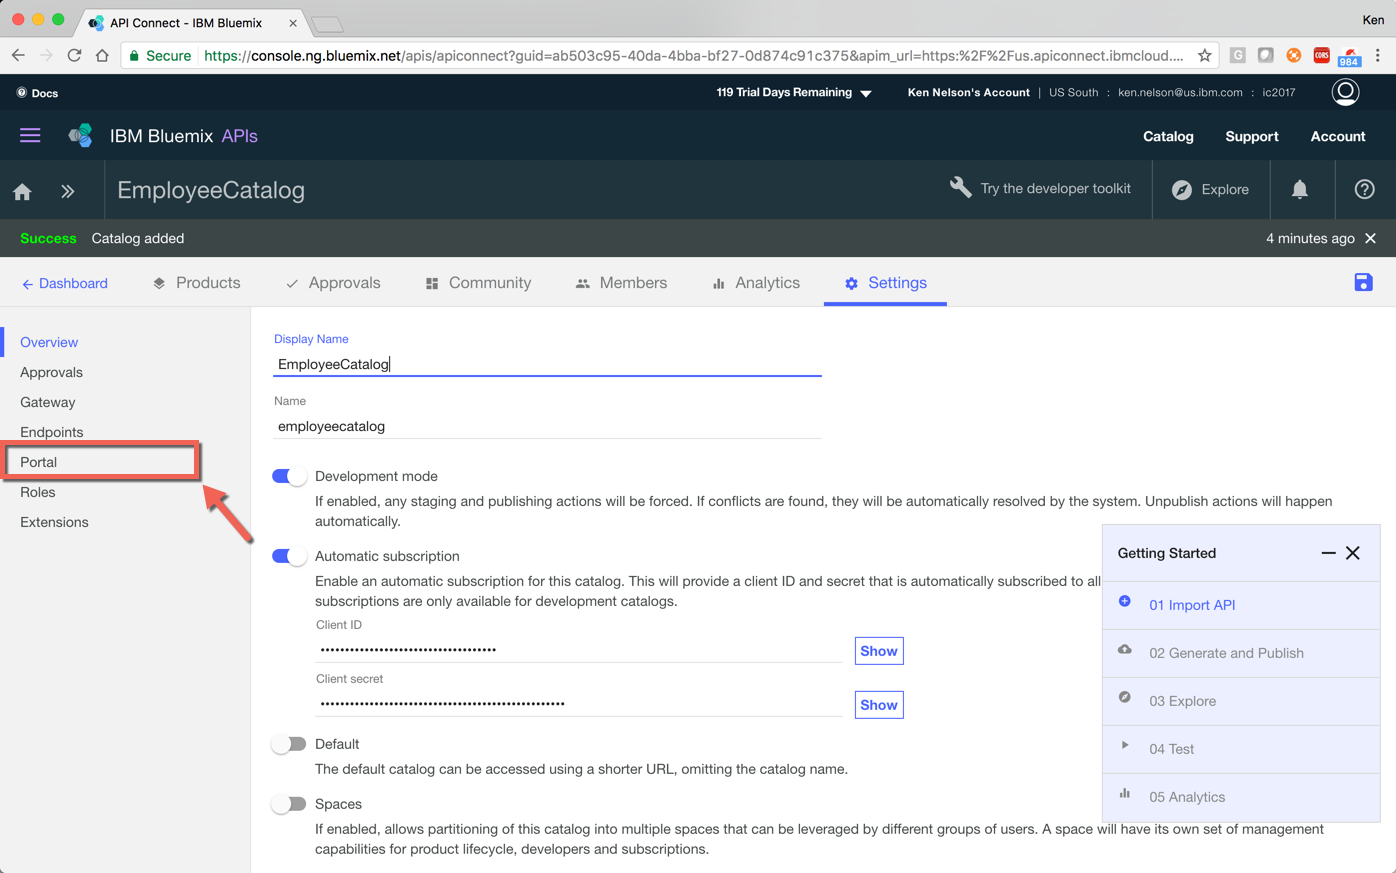 API Connect - IBM Bluemix
Ken
Secure https://console.ng.bluemix.net/apis/apiconnect?guid=ab503c95-40da-4bba-bf27-0d874c91c375&apim_url=https:%2F%2Fus.apiconnect.ibmcloud....
G
CORS
984
Docs
119 Trial Days Remaining
Ken Nelson's Account | US South : ken.nelson@us.ibm.com : ic2017
IBM Bluemix APIs
Catalog
Support
Account
EmployeeCatalog
Try the developer toolkit
Explore
Success Catalog added
4 minutes ago
Dashboard
Products
Approvals
Community
Members
Analytics
Settings
Overview
Approvals
Gateway
Endpoints
Portal
Roles
Extensions
Display Name
EmployeeCatalog
Name
employeecatalog
Development mode
If enabled, any staging and publishing actions will be forced. If conflicts are found, they will be automatically resolved by the system. Unpublish actions will happen
automatically.
Automatic subscription
Enable an automatic subscription for this catalog. This will provide a client ID and secret that is automatically subscribed to all
subscriptions are only available for development catalogs.
Client ID
Show
Client secret
Show
Default
The default catalog can be accessed using a shorter URL, omitting the catalog name.
Spaces
If enabled, allows partitioning of this catalog into multiple spaces that can be leveraged by different groups of users. A space will have its own set of management
capabilities for product lifecycle, developers and subscriptions.
Getting Started
01 Import API
02 Generate and Publish
03 Explore
04 Test
05 Analytics